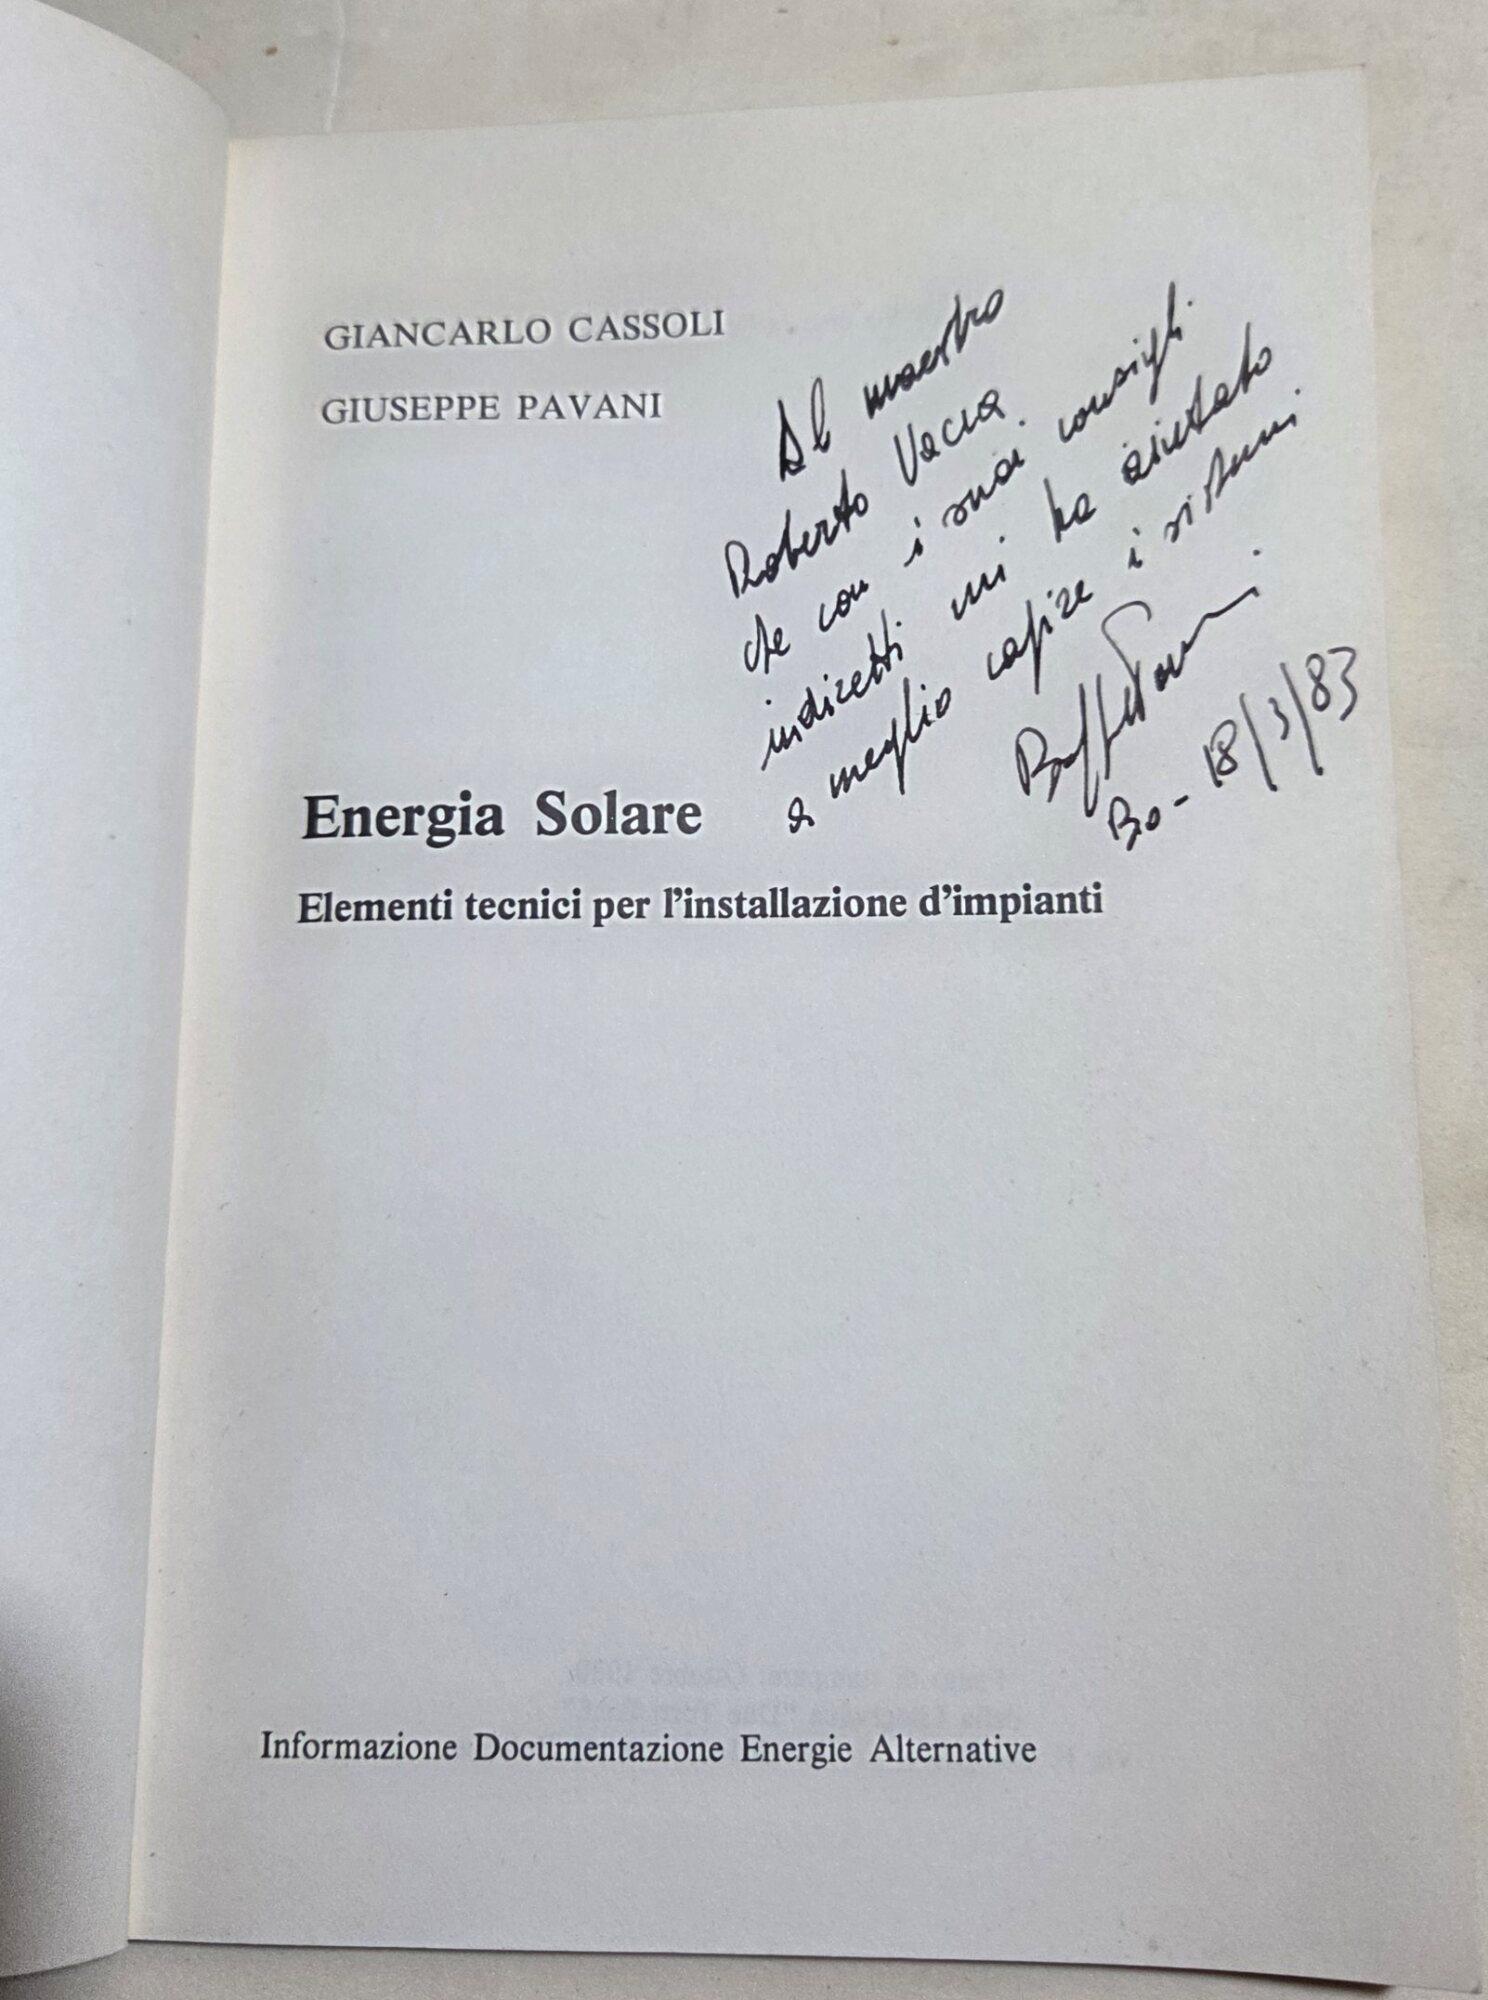 GIANCARLO CASSOLI
GIUSEPPE PAVANI
Al maestro
Roberto Vacca
che con i suoi consigli
indiretti mi ha aiutato
a meglio capire i sistemi.
Bo - 18/3/83
Energia Solare
Elementi tecnici per l'installazione d'impianti
Informazione Documentazione Energie Alternative